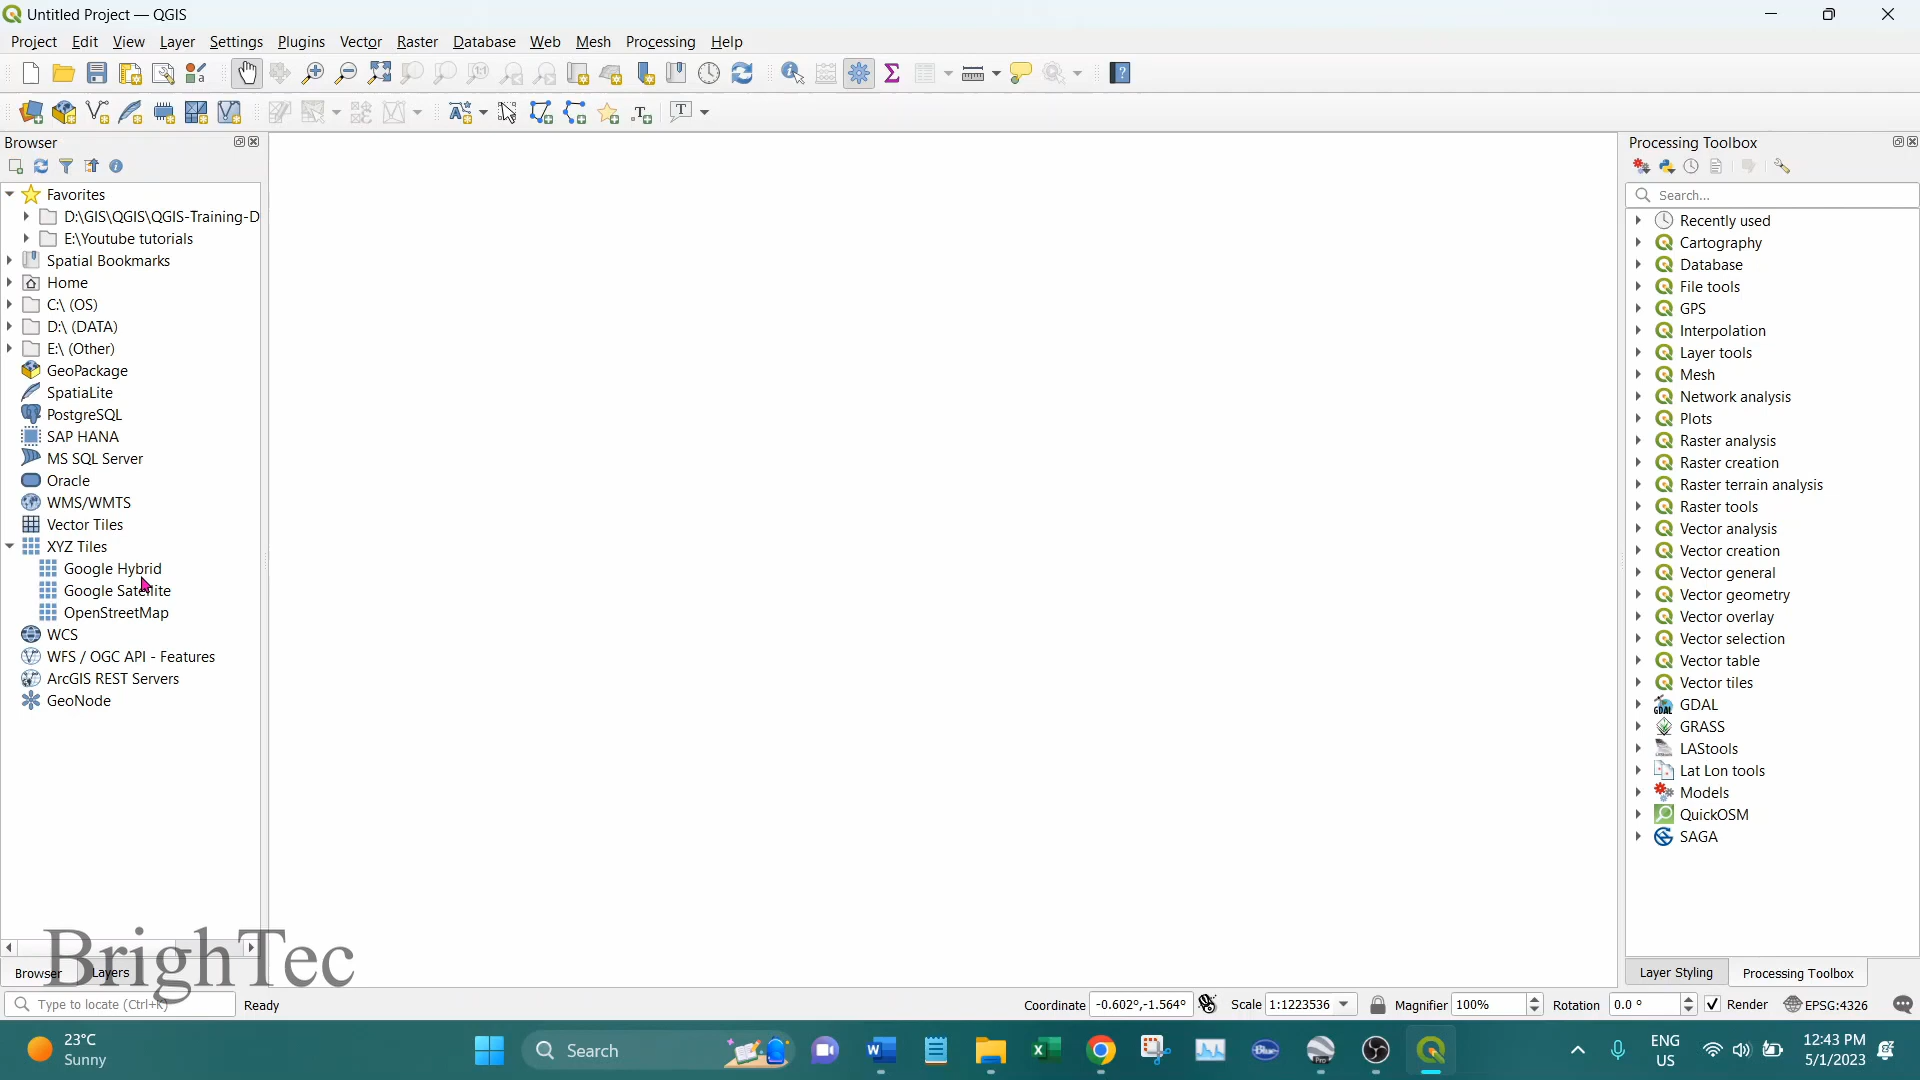 Untitled Project — QGIS
Project Edit View Layer Settings Plugins Vector Raster Database Web Mesh Processing Help
Browser
Favorites
D:\GIS\QGIS\QGIS-Training-D
E:\Youtube tutorials
Spatial Bookmarks
Home
C:\ (OS)
D:\ (DATA)
E:\ (Other)
GeoPackage
SpatiaLite
PostgreSQL
SAP HANA
MS SQL Server
Oracle
WMS/WMTS
Vector Tiles
XYZ Tiles
Google Hybrid
Google Satellite
OpenStreetMap
WCS
WFS / OGC API - Features
ArcGIS REST Servers
GeoNode
BrighTec
Browser Layers
Processing Toolbox
Search...
Recently used
Cartography
Database
File tools
GPS
Interpolation
Layer tools
Mesh
Network analysis
Plots
Raster analysis
Raster creation
Raster terrain analysis
Raster tools
Vector analysis
Vector creation
Vector general
Vector geometry
Vector overlay
Vector selection
Vector table
Vector tiles
GDAL
GRASS
LAStools
Lat Lon tools
Models
QuickOSM
SAGA
Layer Styling Processing Toolbox
Type to locate (Ctrl+K) Ready Coordinate -0.602°,-1.564° Scale 1:1223536 Magnifier 100% Rotation 0.0 ° Render EPSG:4326
23°C
Sunny
Search
ENG
US
12:43 PM
5/1/2023